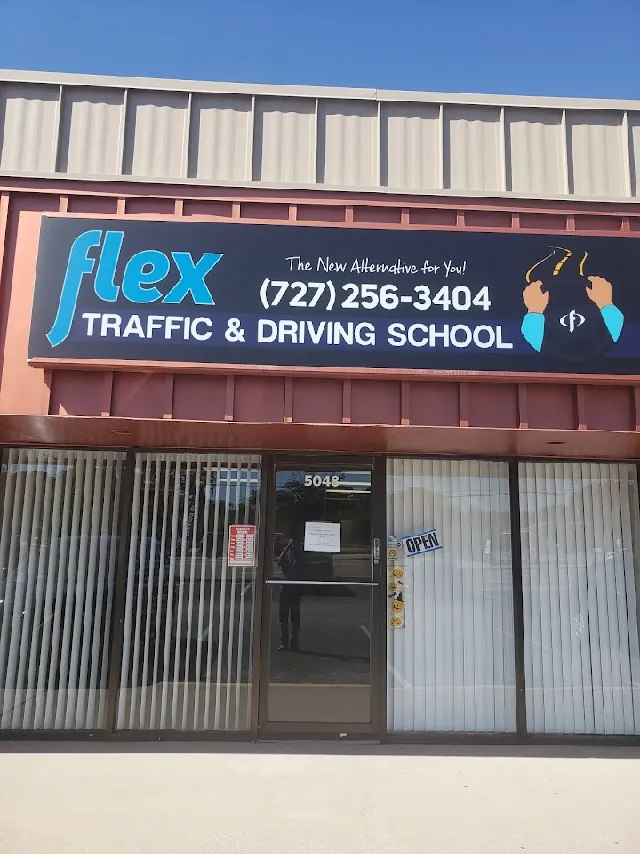 flex
The New Alternative for You!
(727) 256-3404
TRAFFIC & DRIVING SCHOOL
5048
OPEN